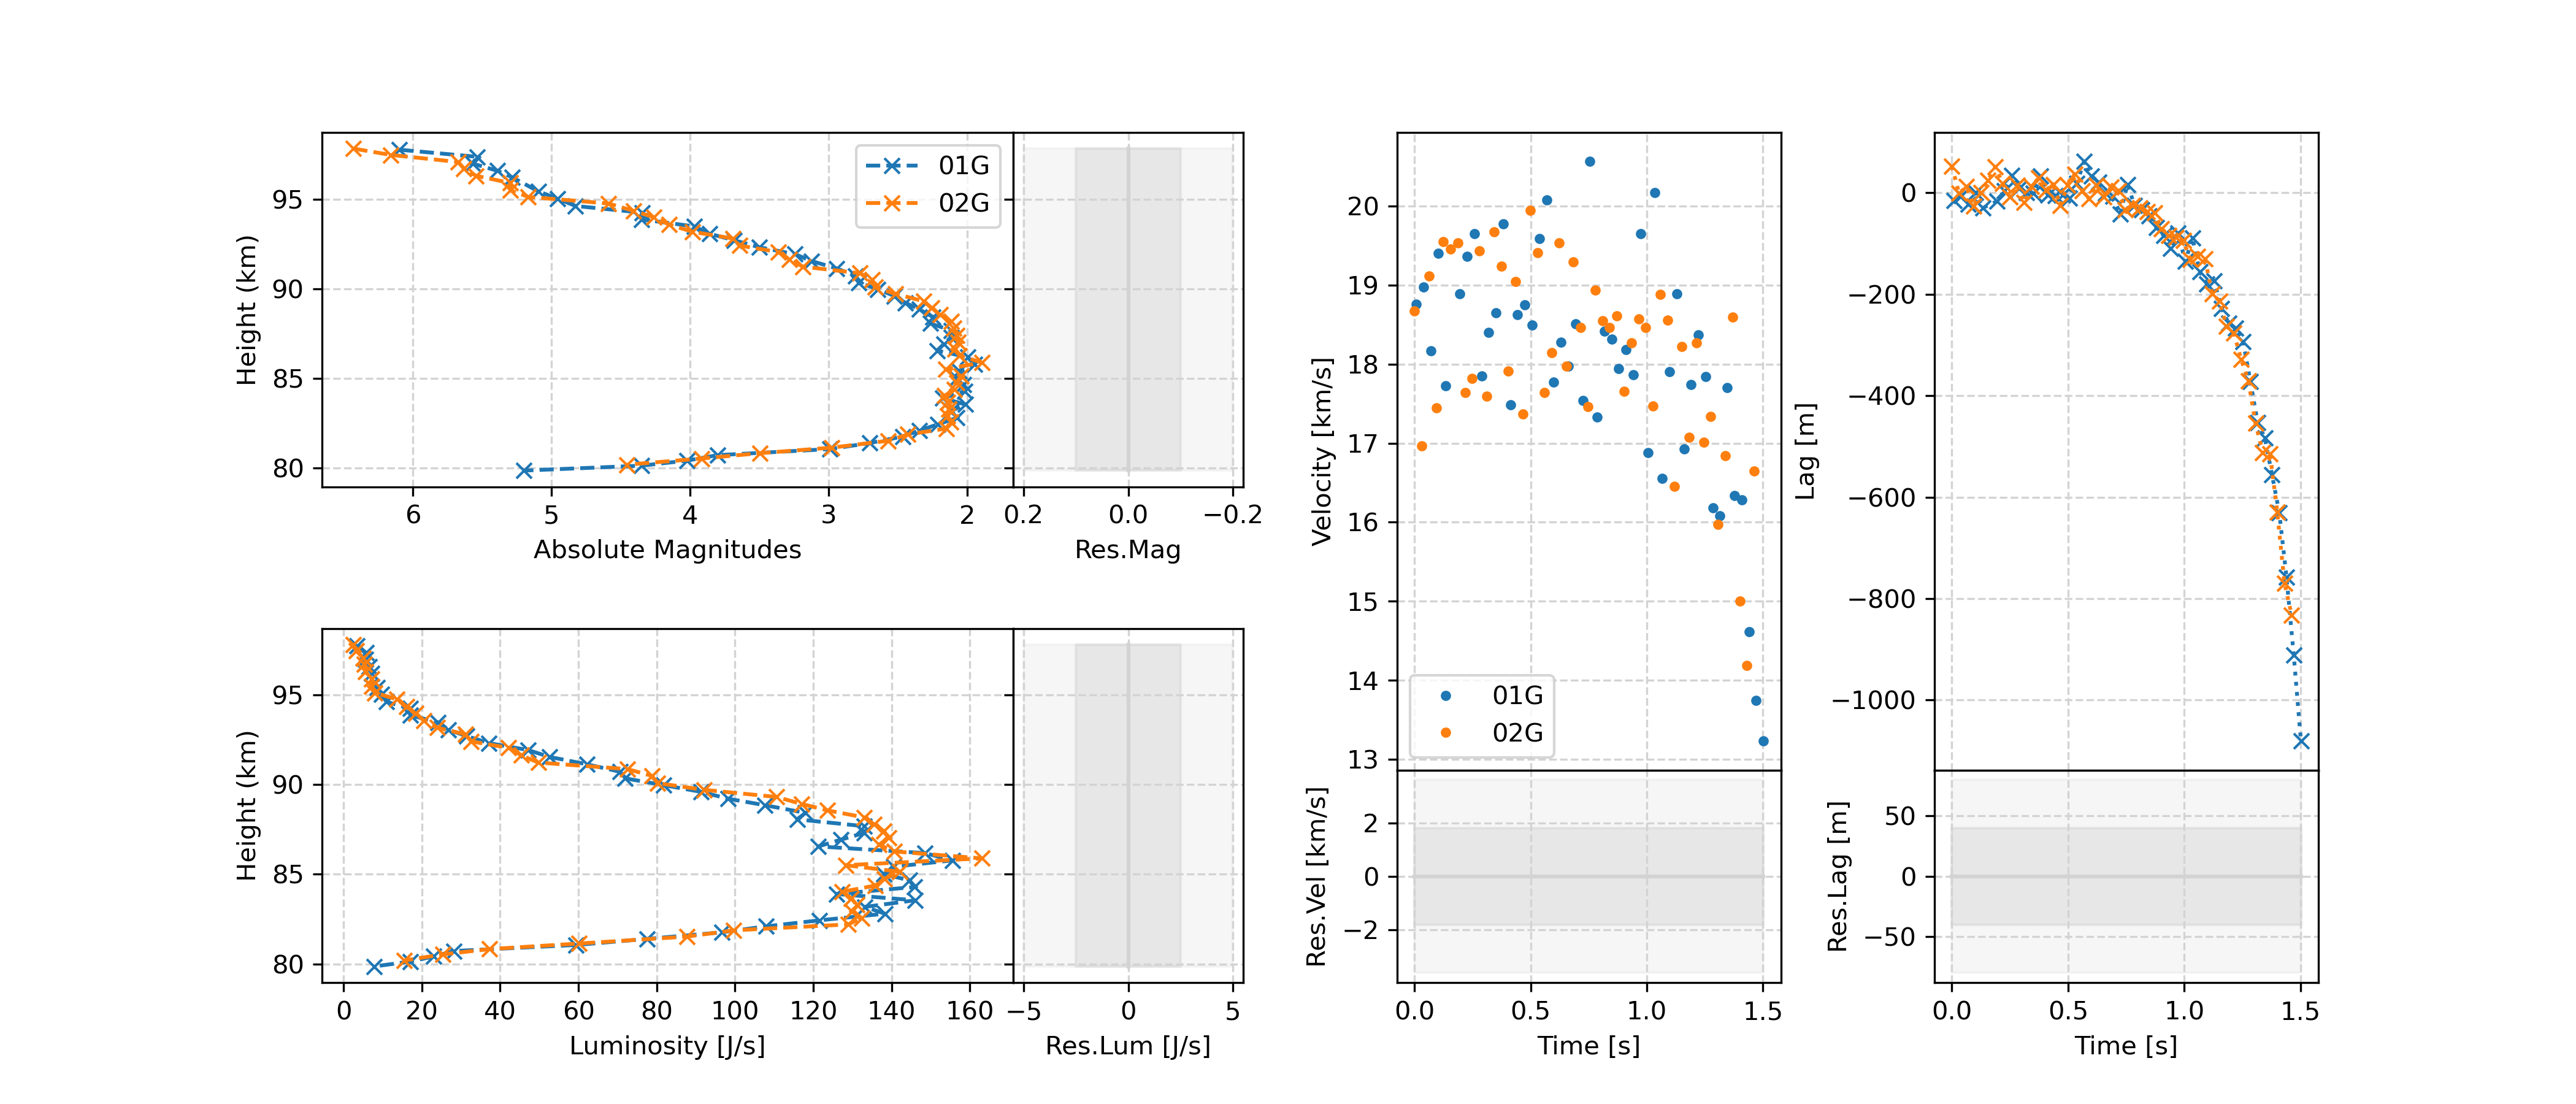 01G
02G
95
90
85
80
Height (km)
6 5 4 3 2
Absolute Magnitudes
0.2 0.0 −0.2
Res.Mag
95
90
85
80
Height (km)
0 20 40 60 80 100 120 140 160
Luminosity [J/s]
−5 0 5
Res.Lum [J/s]
20
19
18
17
16
15
14
13
Velocity [km/s]
01G
02G
2
0
−2
Res.Vel [km/s]
0.0 0.5 1.0 1.5
Time [s]
0
−200
−400
−600
−800
−1000
Lag [m]
50
0
−50
Res.Lag [m]
0.0 0.5 1.0 1.5
Time [s]